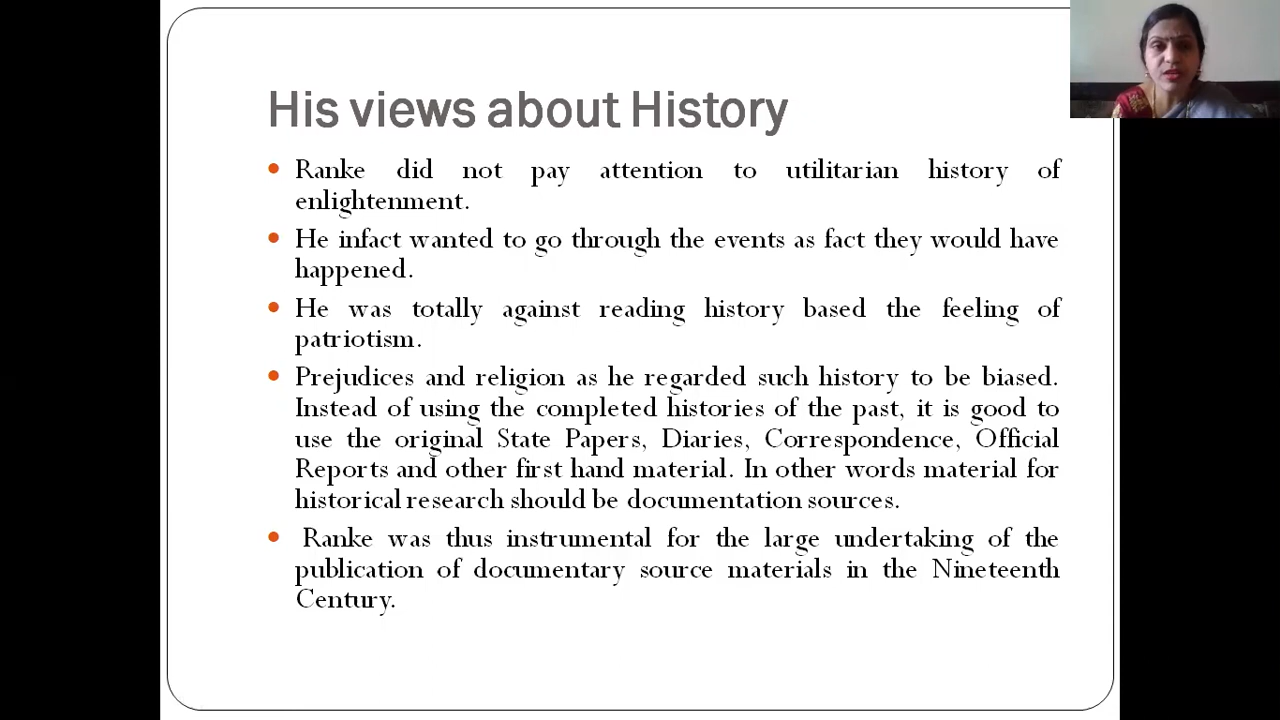 His views about History
Ranke did not pay attention to utilitarian history of
enlightenment.
He infact wanted to go through the events as fact they would have
happened.
He was totally against reading history based the feeling of
patriotism.
Prejudices and religion as he regarded such history to be biased.
Instead of using the completed histories of the past, it is good to
use the original State Papers, Diaries, Correspondence, Official
Reports and other first hand material. In other words material for
historical research should be documentation sources.
Ranke was thus instrumental for the large undertaking of the
publication of documentary source materials in the Nineteenth
Century.